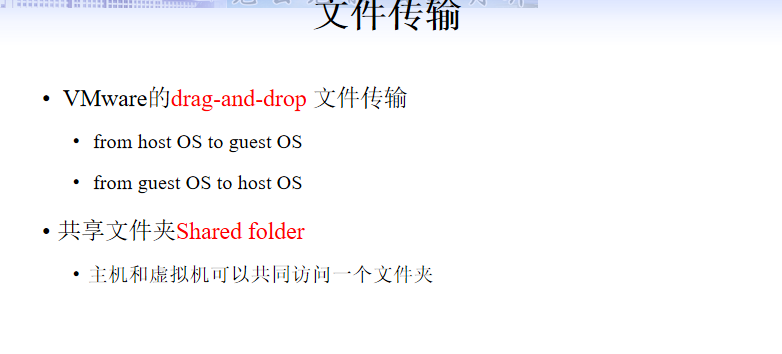 文件传输
• VMware的drag-and-drop 文件传输
• from host OS to guest OS
• from guest OS to host OS
• 共享文件夹Shared folder
• 主机和虚拟机可以共同访问一个文件夹